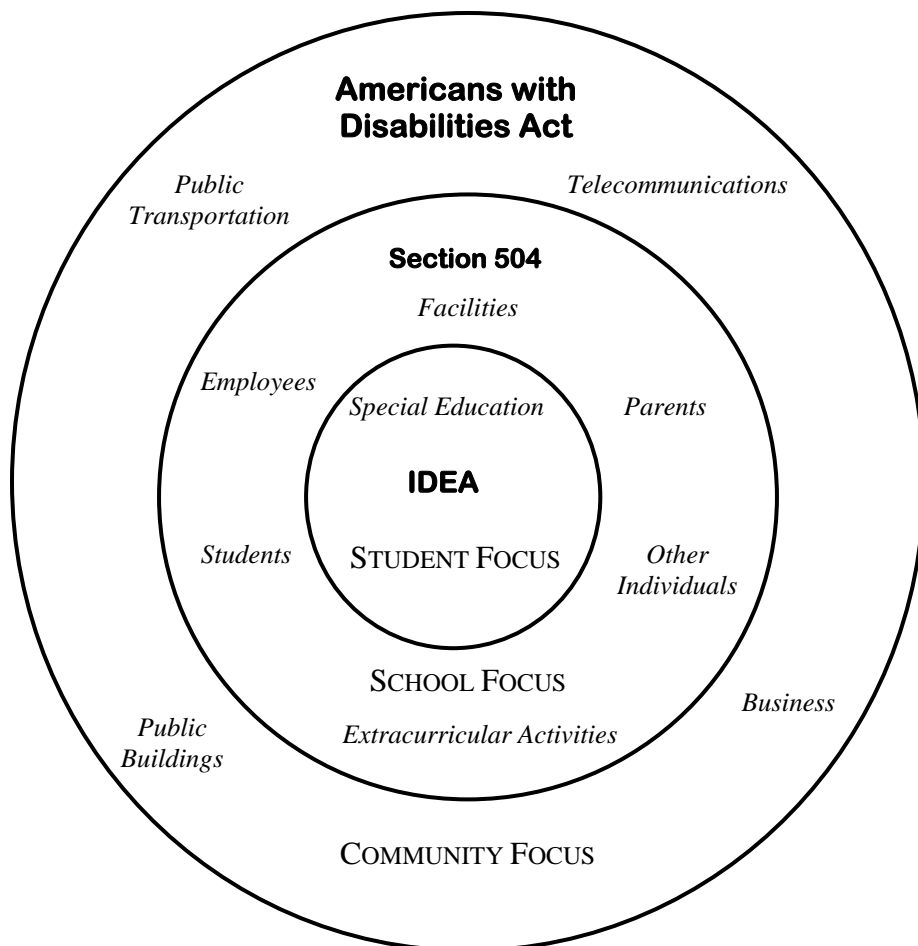 Americans with
Disabilities Act
Public
Transportation
Telecommunications
Section 504
Facilities
Employees
Special Education
Parents
IDEA
Students
STUDENT FOCUS
Other
Individuals
SCHOOL FOCUS
Extracurricular Activities
Public
Buildings
Business
COMMUNITY FOCUS